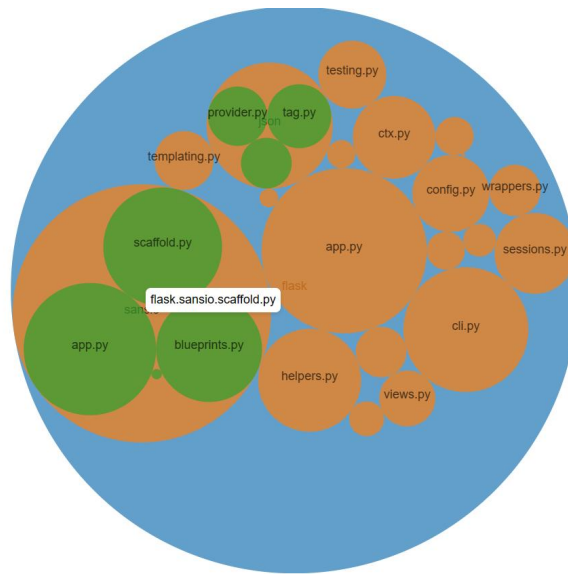 testing.py
provider.py
tag.py
json
ctx.py
templating.py
config.py
wrappers.py
scaffold.py
app.py
sessions.py
flask
flask.sansio.scaffold.py
sansio
cli.py
app.py
blueprints.py
helpers.py
views.py